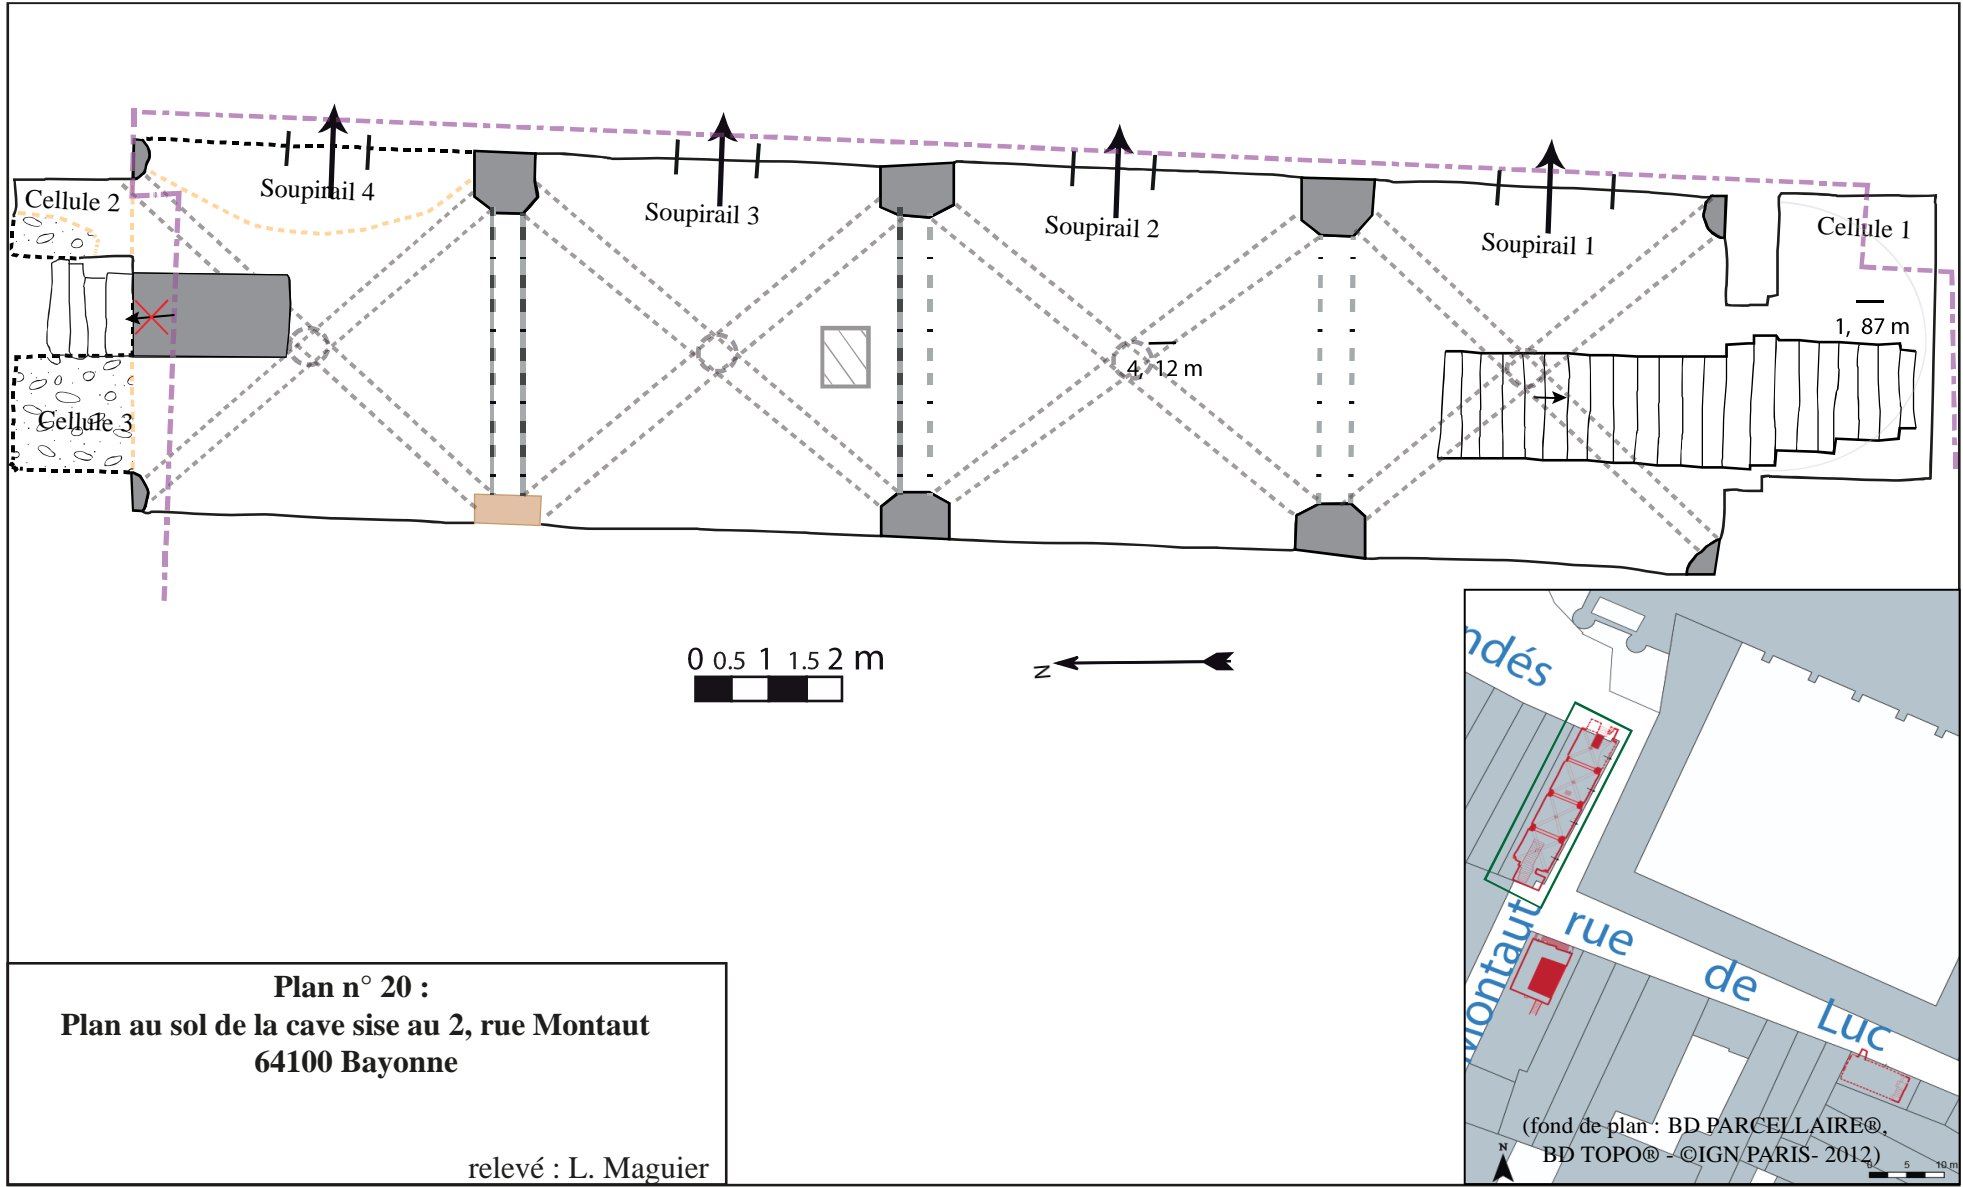 Cellule 2
Soupirail 4
Soupirail 3
Soupirail 2
Soupirail 1
Cellule 1
1, 87 m
4, 12 m
Cellule 3
0 0.5 1 1.5 2 m
N
ndés
Montaut
rue
de
Luc
(fond de plan : BD PARCELLAIRE®,
BD TOPO® - ©IGN PARIS- 2012)
N
0 5 10 m
Plan n° 20 :
Plan au sol de la cave sise au 2, rue Montaut
64100 Bayonne
relevé : L. Maguier